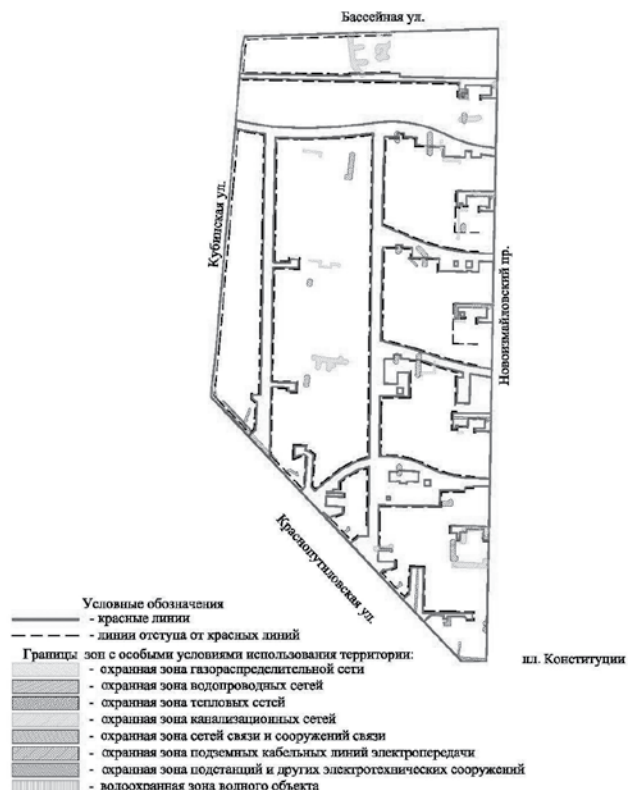 Бассейная ул.
Кубинская ул.
Новоизмайловский пр.
Краснопутиловская ул.
пл. Конституции
Условные обозначения
- красные линии
- линии отступа от красных линий
Границы зон с особыми условиями использования территории:
- охранная зона газораспределительной сети
- охранная зона водопроводных сетей
- охранная зона тепловых сетей
- охранная зона канализационных сетей
- охранная зона сетей связи и сооружений связи
- охранная зона подземных кабельных линий электропередачи
- охранная зона подстанций и других электротехнических сооружений
- водоохранная зона водного объекта